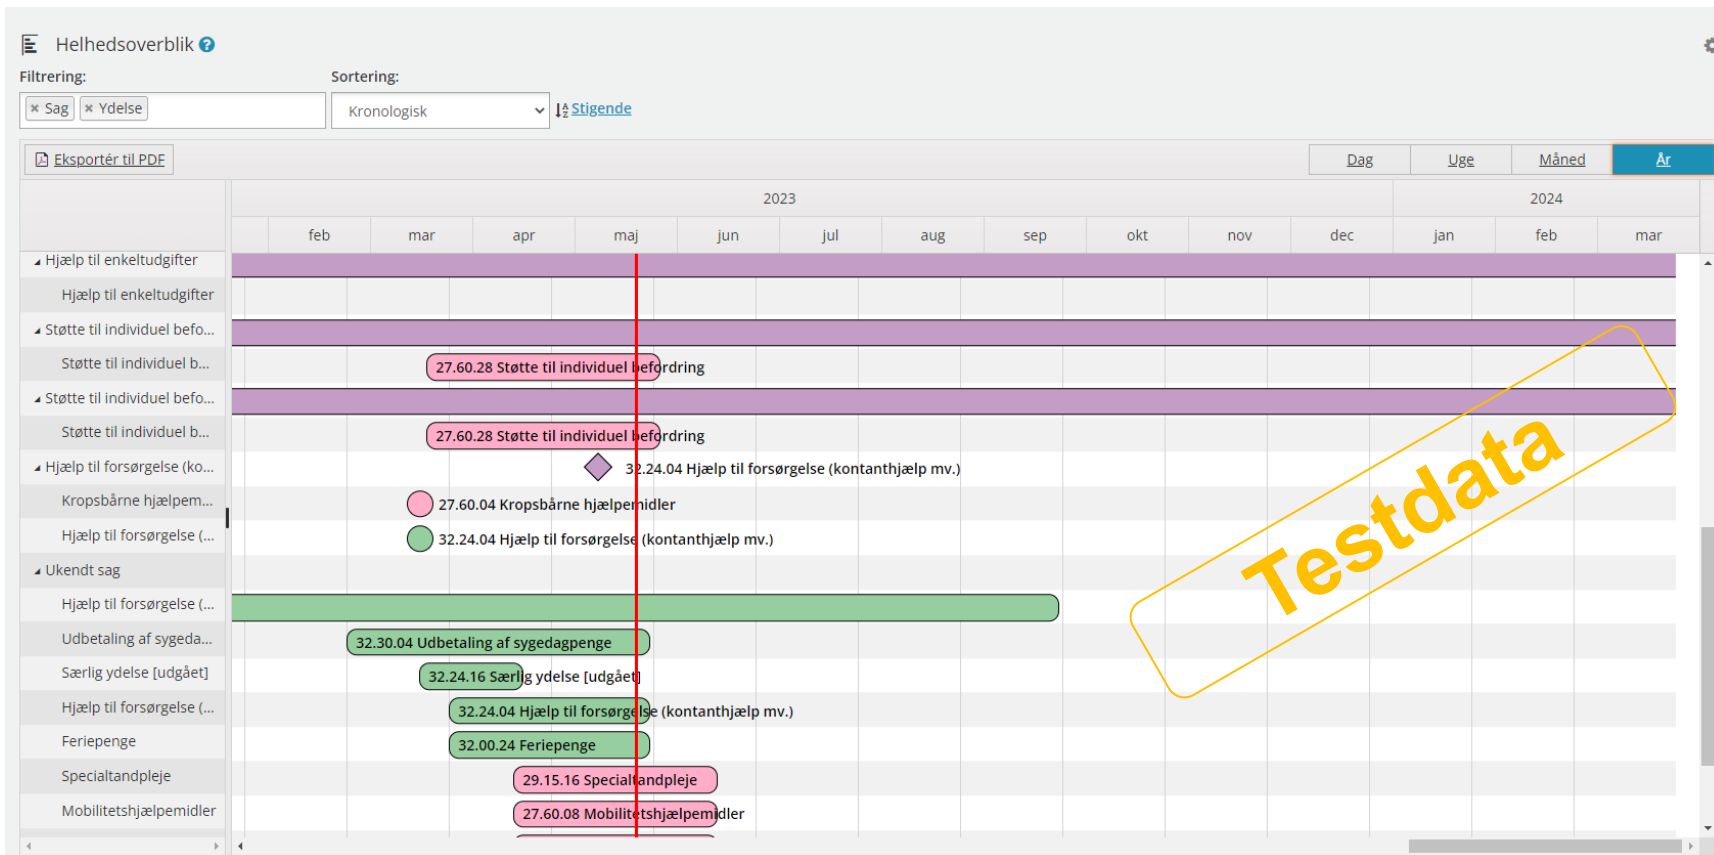 Helhedsoverblik ?
Filtrering:
Sortering:
× Sag × Ydelse
Kronologisk
Stigende
Eksportér til PDF
Dag Uge Måned År
2023 2024
feb mar apr maj jun jul aug sep okt nov dec jan feb mar
Hjælp til enkeltudgifter
Hjælp til enkeltudgifter
Støtte til individuel befo...
Støtte til individuel b...
27.60.28 Støtte til individuel befordring
Støtte til individuel befo...
Støtte til individuel b...
27.60.28 Støtte til individuel befordring
Hjælp til forsørgelse (ko...
32.24.04 Hjælp til forsørgelse (kontanthjælp mv.)
Kropsbårne hjælpem...
27.60.04 Kropsbårne hjælpemidler
Hjælp til forsørgelse (...
32.24.04 Hjælp til forsørgelse (kontanthjælp mv.)
Ukendt sag
Hjælp til forsørgelse (...
Udbetaling af sygeda...
32.30.04 Udbetaling af sygedagpenge
Særlig ydelse [udgået]
32.24.16 Særlig ydelse [udgået]
Hjælp til forsørgelse (...
32.24.04 Hjælp til forsørgelse (kontanthjælp mv.)
Feriepenge
32.00.24 Feriepenge
Specialtandpleje
29.15.16 Specialtandpleje
Mobilitetshjælpemidler
27.60.08 Mobilitetshjælpemidler
Testdata